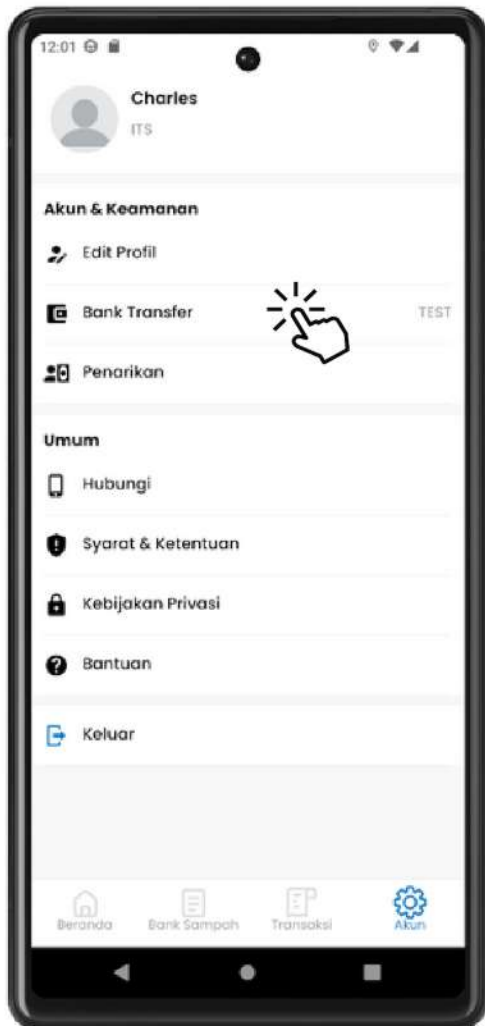 12:01
Charles
ITS
Akun & Keamanan
Edit Profil
Bank Transfer TEST
Penarikan
Umum
Hubungi
Syarat & Ketentuan
Kebijakan Privasi
Bantuan
Keluar
Beranda Bank Sampah Transaksi Akun